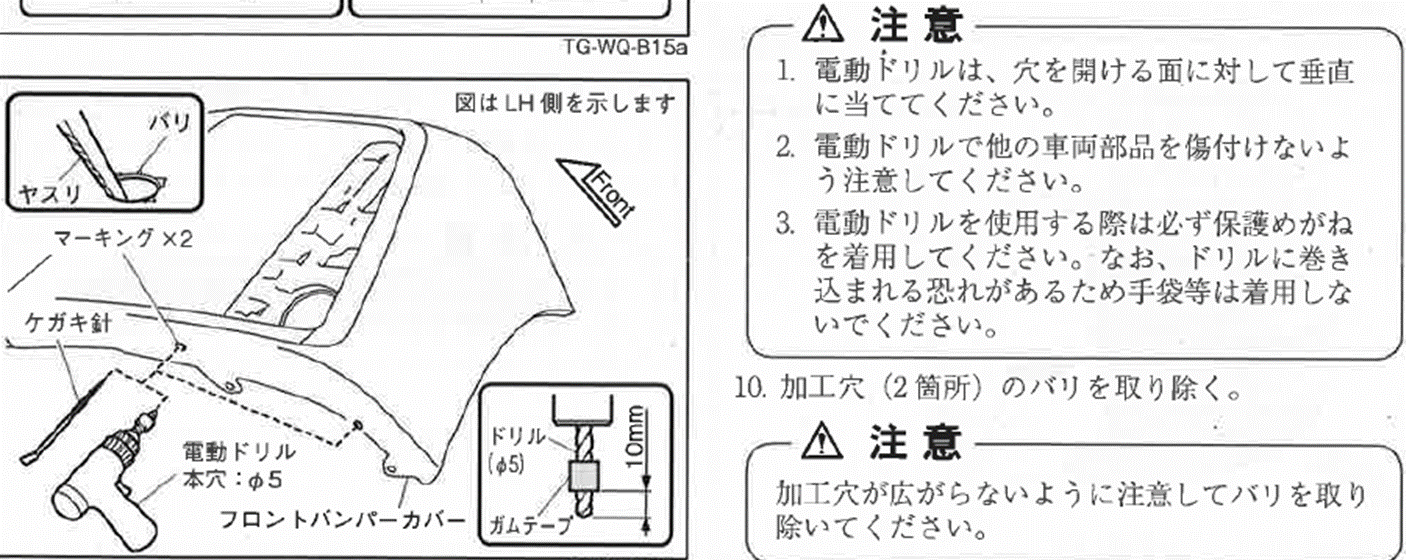 TG-WQ-B15a
図はLH側を示します
バリ
ヤスリ
マーキング×2
Front
ケガキ針
電動ドリル
本穴：φ5
フロントバンパーカバー
ドリル
(φ5)
10mm
ガムテープ
注意
1. 電動ドリルは、穴を開ける面に対して垂直
に当ててください。
2. 電動ドリルで他の車両部品を傷付けないよ
う注意してください。
3. 電動ドリルを使用する際は必ず保護めがね
を着用してください。なお、ドリルに巻き
込まれる恐れがあるため手袋等は着用しな
いでください。
10. 加工穴（2箇所）のバリを取り除く。
注意
加工穴が広がらないように注意してバリを取り
除いてください。